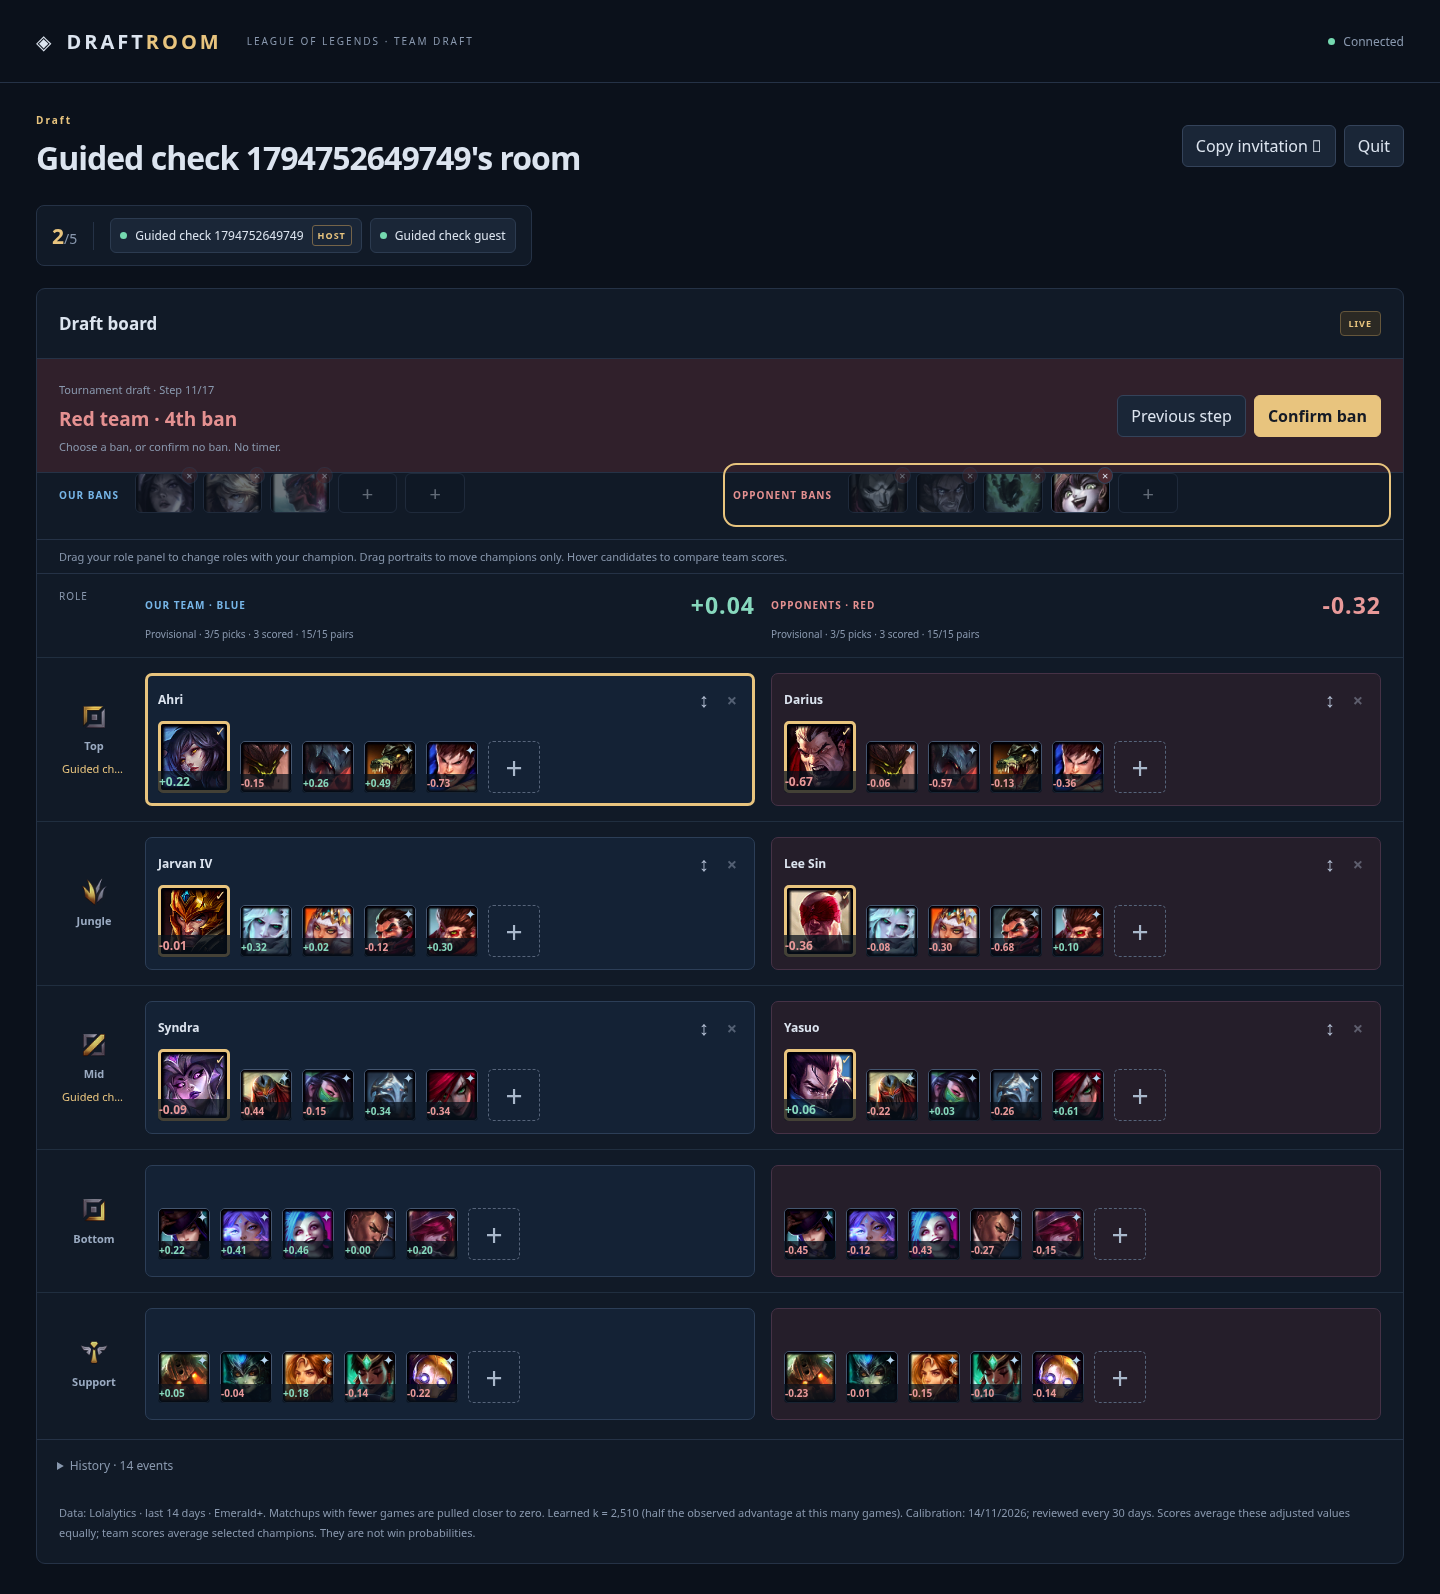 ◈ DRAFTROOM LEAGUE OF LEGENDS · TEAM DRAFT
Connected
Draft
Guided check 1794752649749's room
Copy invitation
Quit
2/5
Guided check 1794752649749 HOST
Guided check guest
Draft board
LIVE
Tournament draft · Step 11/17
Red team · 4th ban
Choose a ban, or confirm no ban. No timer.
Previous step
Confirm ban
OUR BANS × × × + +
OPPONENT BANS × × × × +
Drag your role panel to change roles with your champion. Drag portraits to move champions only. Hover candidates to compare team scores.
ROLE
OUR TEAM · BLUE +0.04
Provisional · 3/5 picks · 3 scored · 15/15 pairs
OPPONENTS · RED -0.32
Provisional · 3/5 picks · 3 scored · 15/15 pairs
Top
Guided ch...
Ahri ↕ ×
+0.22 -0.15 +0.26 +0.49 -0.73 +
Darius ↕ ×
-0.67 -0.06 -0.57 -0.13 -0.36 +
Jungle
Jarvan IV ↕ ×
-0.01 +0.32 +0.02 -0.12 +0.30 +
Lee Sin ↕ ×
-0.36 -0.08 -0.30 -0.68 +0.10 +
Mid
Guided ch...
Syndra ↕ ×
-0.09 -0.44 -0.15 +0.34 -0.34 +
Yasuo ↕ ×
+0.06 -0.22 +0.03 -0.26 +0.61 +
Bottom
+0.22 +0.41 +0.46 +0.00 +0.20 +
-0.45 -0.12 -0.43 -0.27 -0.15 +
Support
+0.05 -0.04 +0.18 -0.14 -0.22 +
-0.23 -0.01 -0.15 -0.10 -0.14 +
▶ History · 14 events
Data: Lolalytics · last 14 days · Emerald+. Matchups with fewer games are pulled closer to zero. Learned k = 2,510 (half the observed advantage at this many games). Calibration: 14/11/2026; reviewed every 30 days. Scores average these adjusted values
equally; team scores average selected champions. They are not win probabilities.